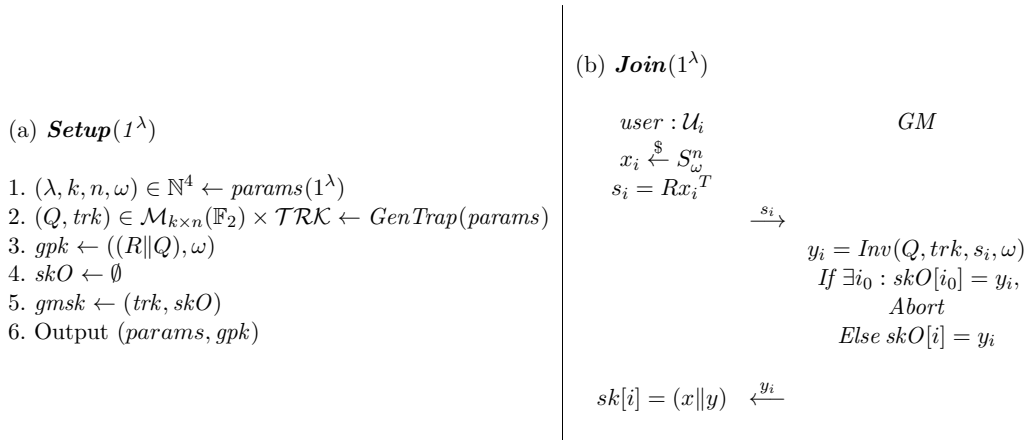 (a) Setup(1^λ)
1. (λ, k, n, ω) ∈ ℕ^4 ← params(1^λ)
2. (Q, trk) ∈ ℳ_{k×n}(𝔽_2) × 𝒯ℛ𝒦 ← GenTrap(params)
3. gpk ← ((R‖Q), ω)
4. skO ← ∅
5. gmsk ← (trk, skO)
6. Output (params, gpk)
(b) Join(1^λ)
user : 𝒰_i GM
x_i ←^$ S_ω^n
s_i = Rx_i^T
s_i →
y_i = Inv(Q, trk, s_i, ω)
If ∃i_0 : skO[i_0] = y_i,
Abort
Else skO[i] = y_i
sk[i] = (x‖y) ←^{y_i}